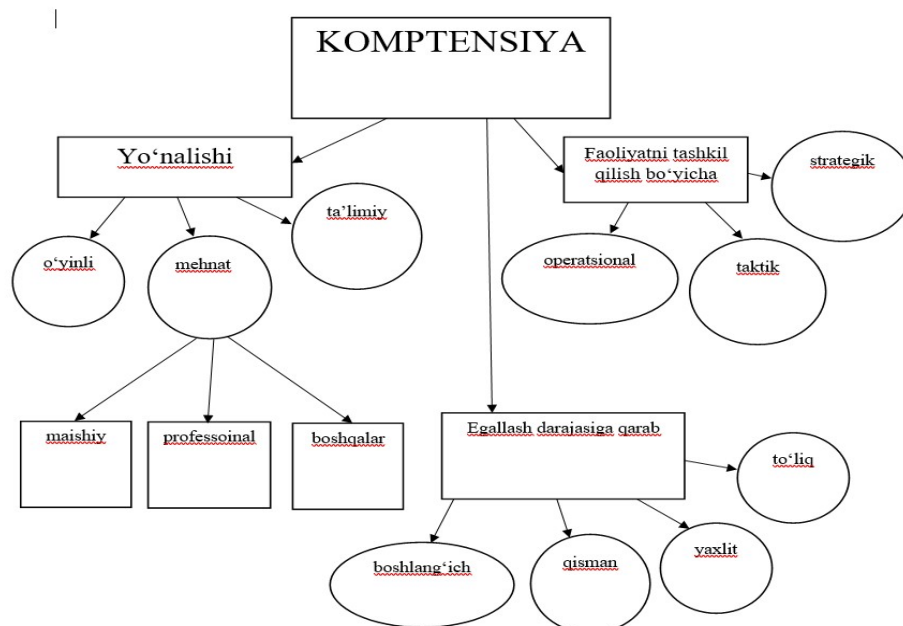 KOMPTENSIYA
Yo‘nalishi
Faoliyatni tashkil
qilish bo‘yicha
strategik
ta’limiy
o‘yinli
mehnat
operatsional
taktik
maishiy
professoinal
boshqalar
Egallash darajasiga qarab
to‘liq
boshlang‘ich
qisman
yaxlit